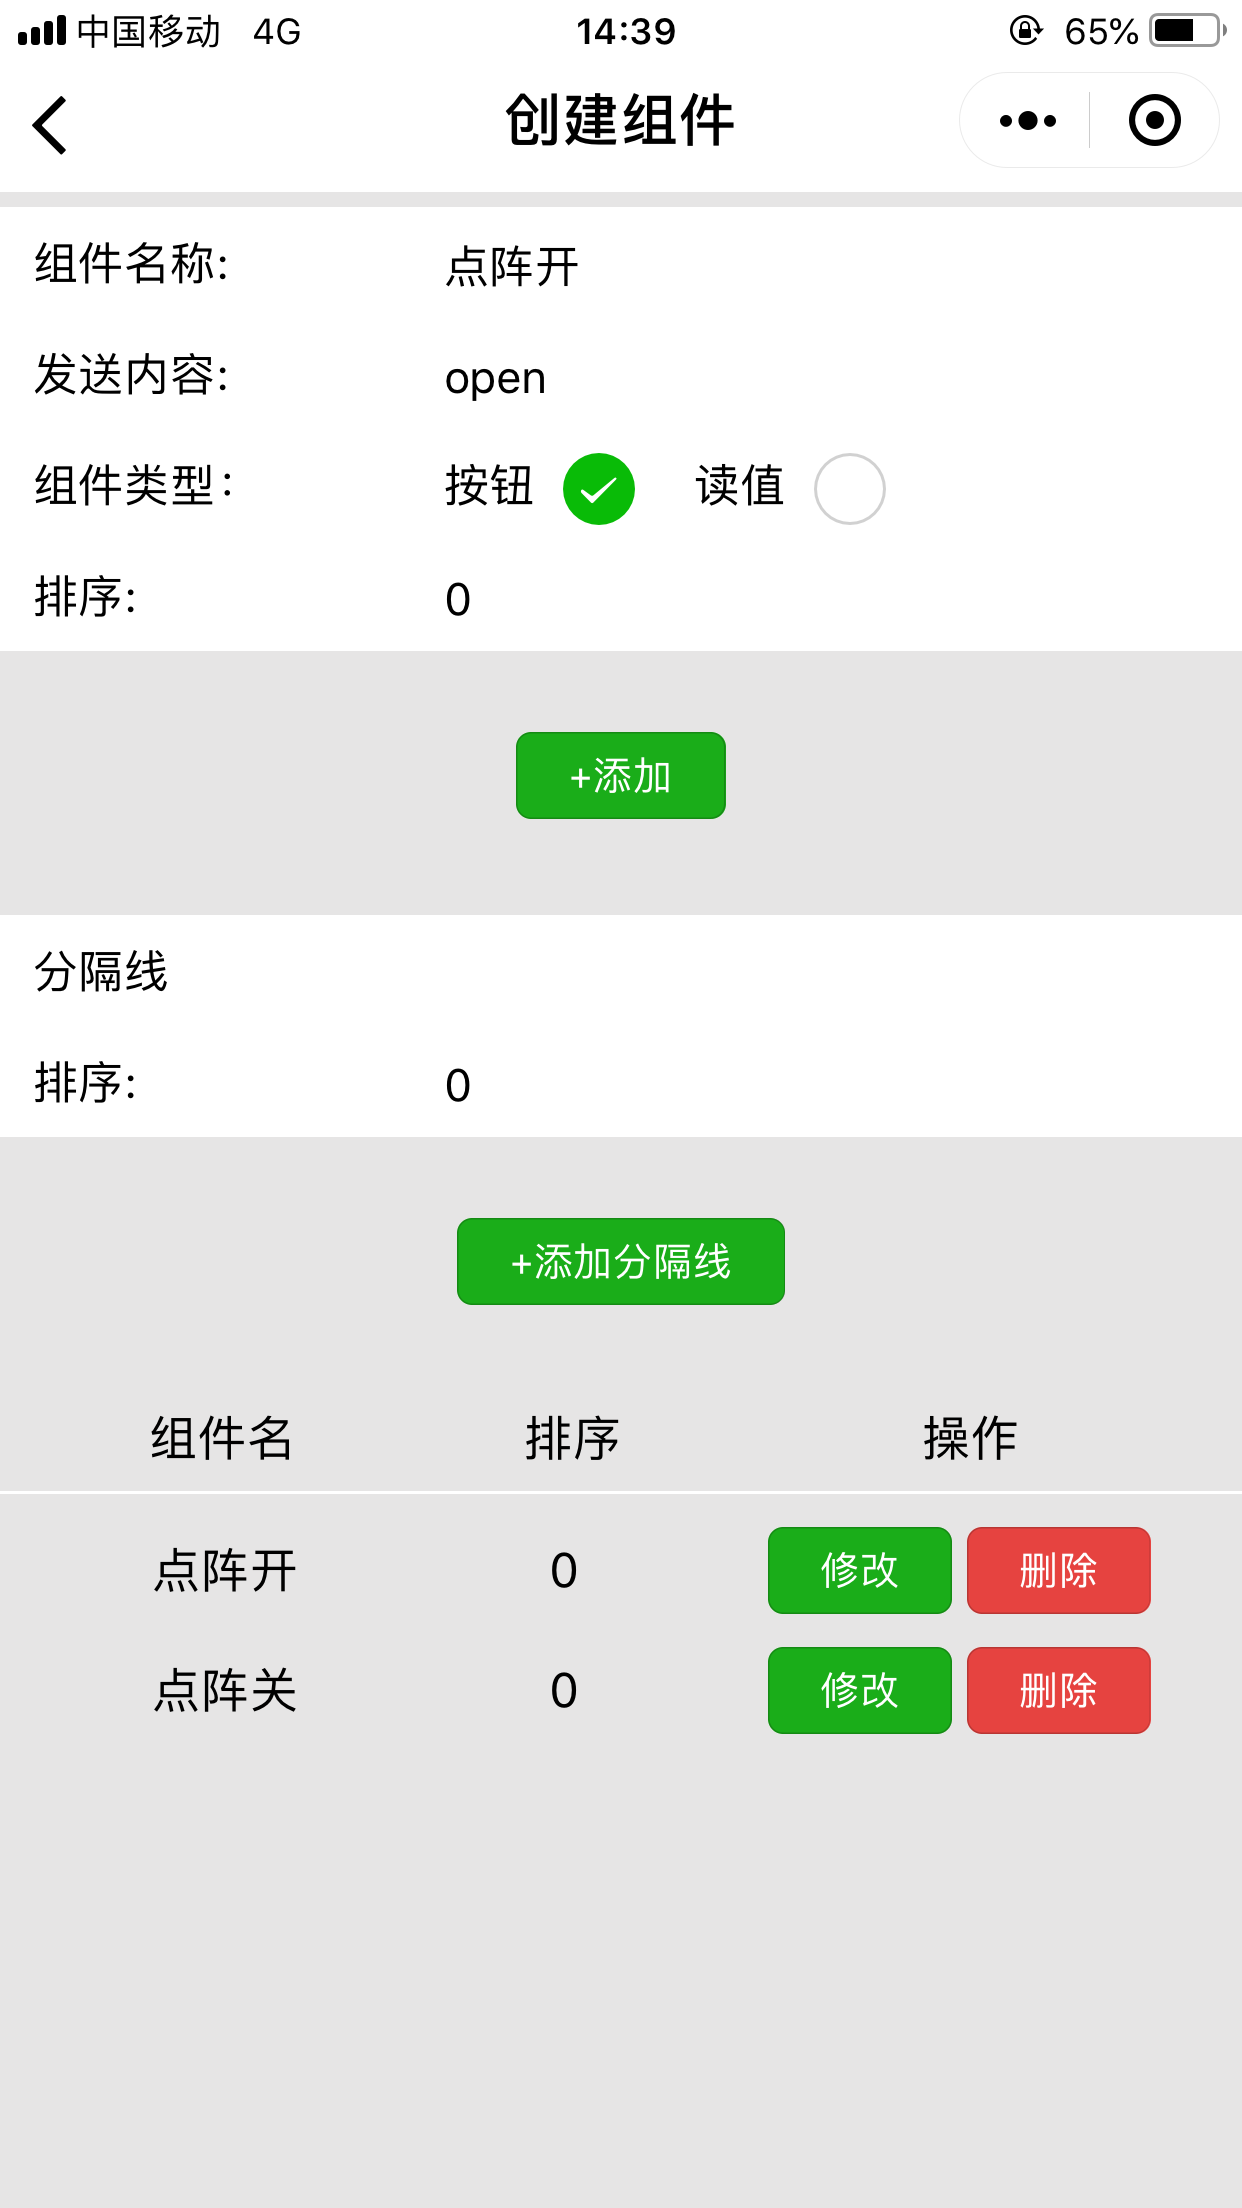 中国移动 4G 14:39 65%
创建组件
组件名称: 点阵开
发送内容: open
组件类型: 按钮 读值
排序: 0
+添加
分隔线
排序: 0
+添加分隔线
组件名 排序 操作
点阵开 0 修改 删除
点阵关 0 修改 删除